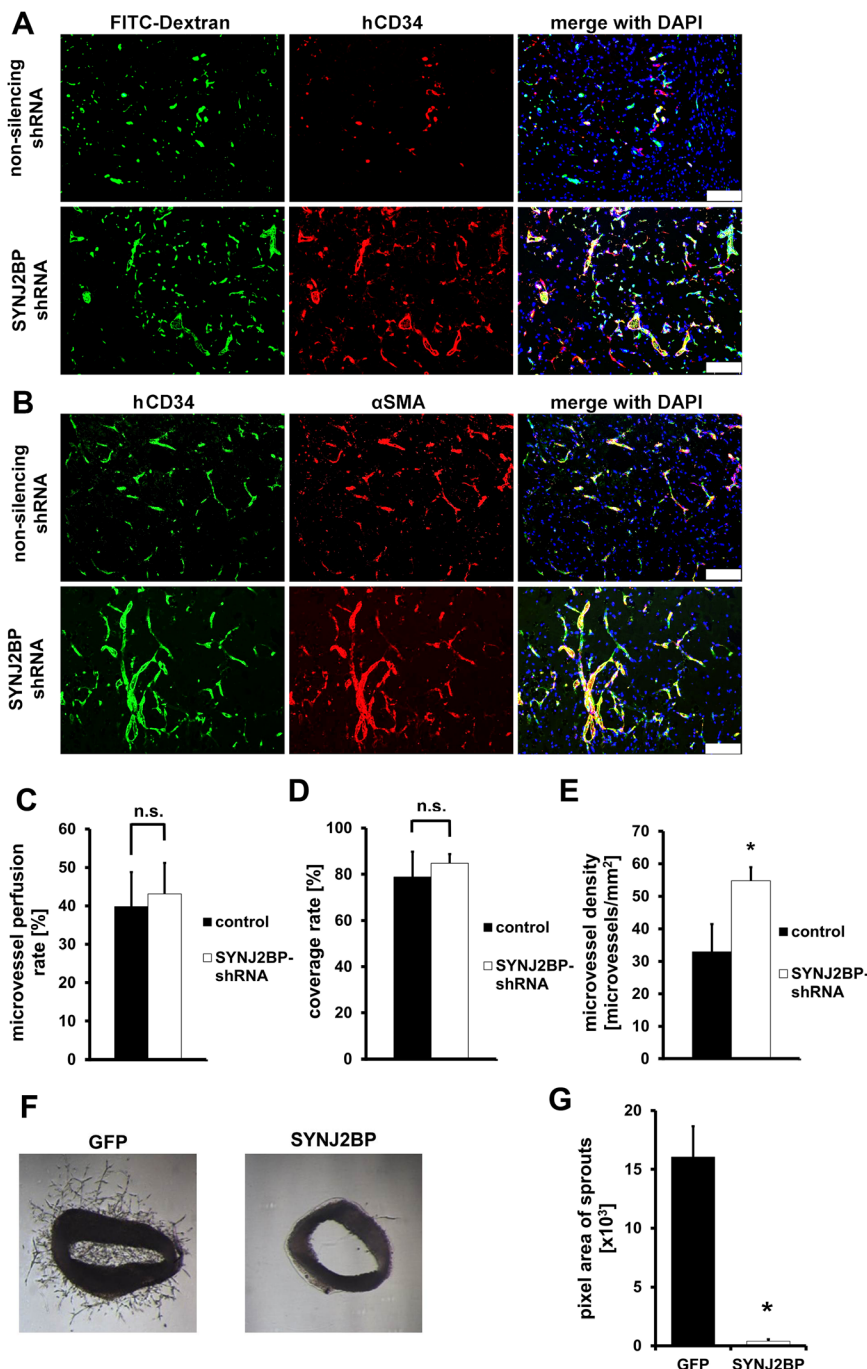 A
FITC-Dextran
hCD34
merge with DAPI
non-silencing
shRNA
SYNJ2BP
shRNA
B
hCD34
αSMA
merge with DAPI
non-silencing
shRNA
SYNJ2BP
shRNA
C
n.s.
microvessel perfusion
rate [%]
60
50
40
30
20
10
0
control
SYNJ2BP-
shRNA
D
n.s.
coverage rate [%]
100
80
60
40
20
0
control
SYNJ2BP-
shRNA
E
microvessel density
[microvessels/mm²]
70
60
50
40
30
20
10
0
*
control
SYNJ2BP-
shRNA
F
GFP
SYNJ2BP
G
pixel area of sprouts
[x10³]
20
15
10
5
0
*
GFP
SYNJ2BP